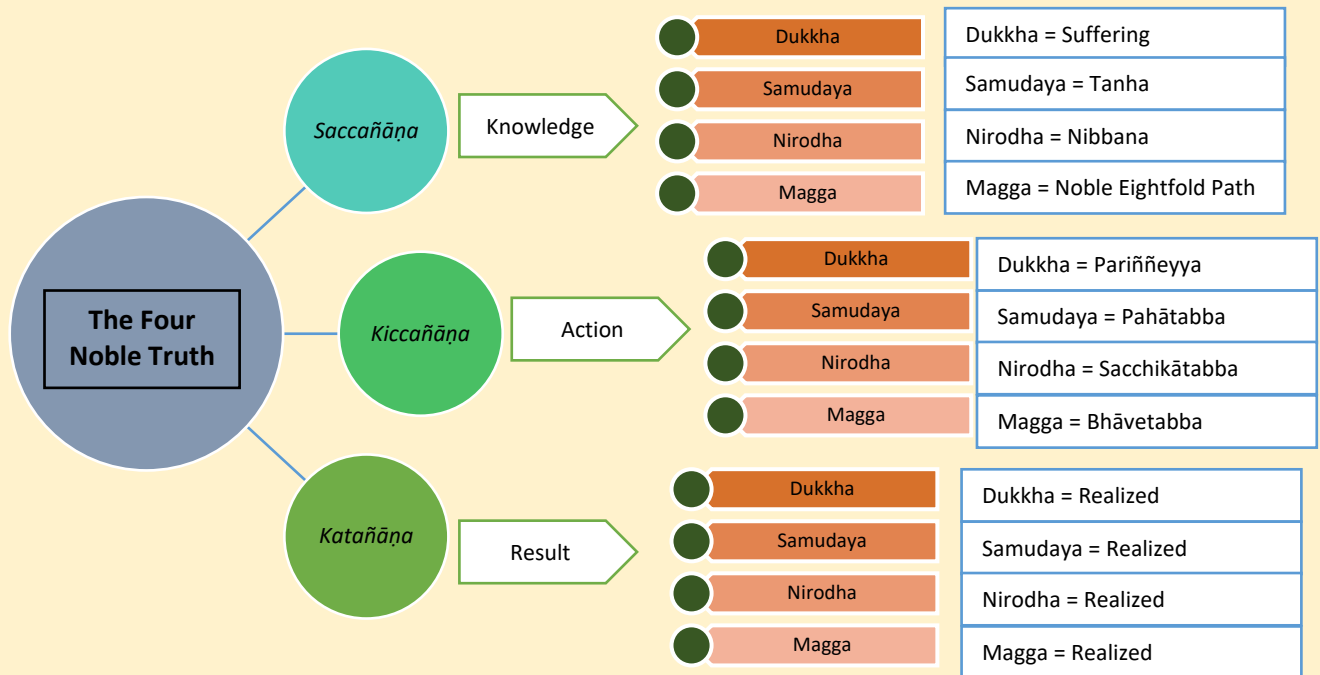 The Four
Noble Truth
Saccañāṇa
Knowledge
Dukkha
Samudaya
Nirodha
Magga
Dukkha = Suffering
Samudaya = Tanha
Nirodha = Nibbana
Magga = Noble Eightfold Path
Kiccañāṇa
Action
Dukkha
Samudaya
Nirodha
Magga
Dukkha = Pariññeyya
Samudaya = Pahātabba
Nirodha = Sacchikātabba
Magga = Bhāvetabba
Katañāṇa
Result
Dukkha
Samudaya
Nirodha
Magga
Dukkha = Realized
Samudaya = Realized
Nirodha = Realized
Magga = Realized